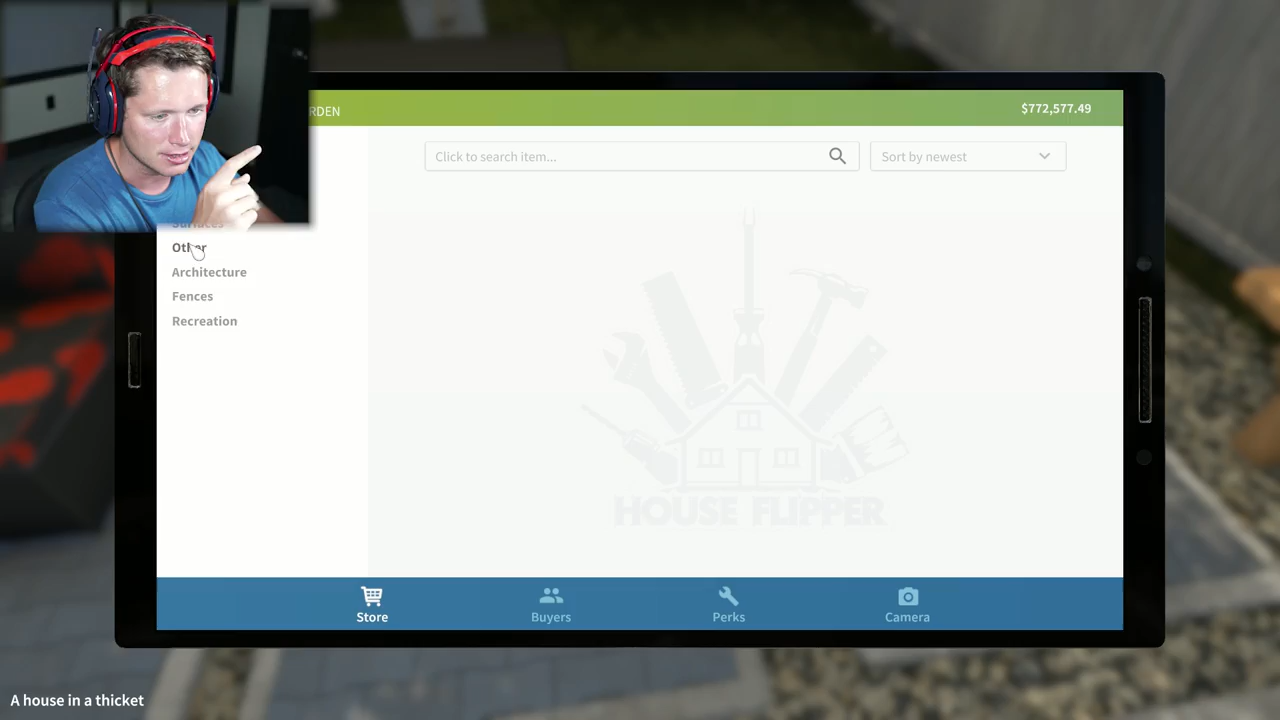 RDEN
$772,577.49
Click to search item...
Sort by newest
Surfaces
Other
Architecture
Fences
Recreation
HOUSE FLIPPER
Store
Buyers
Perks
Camera
A house in a thicket